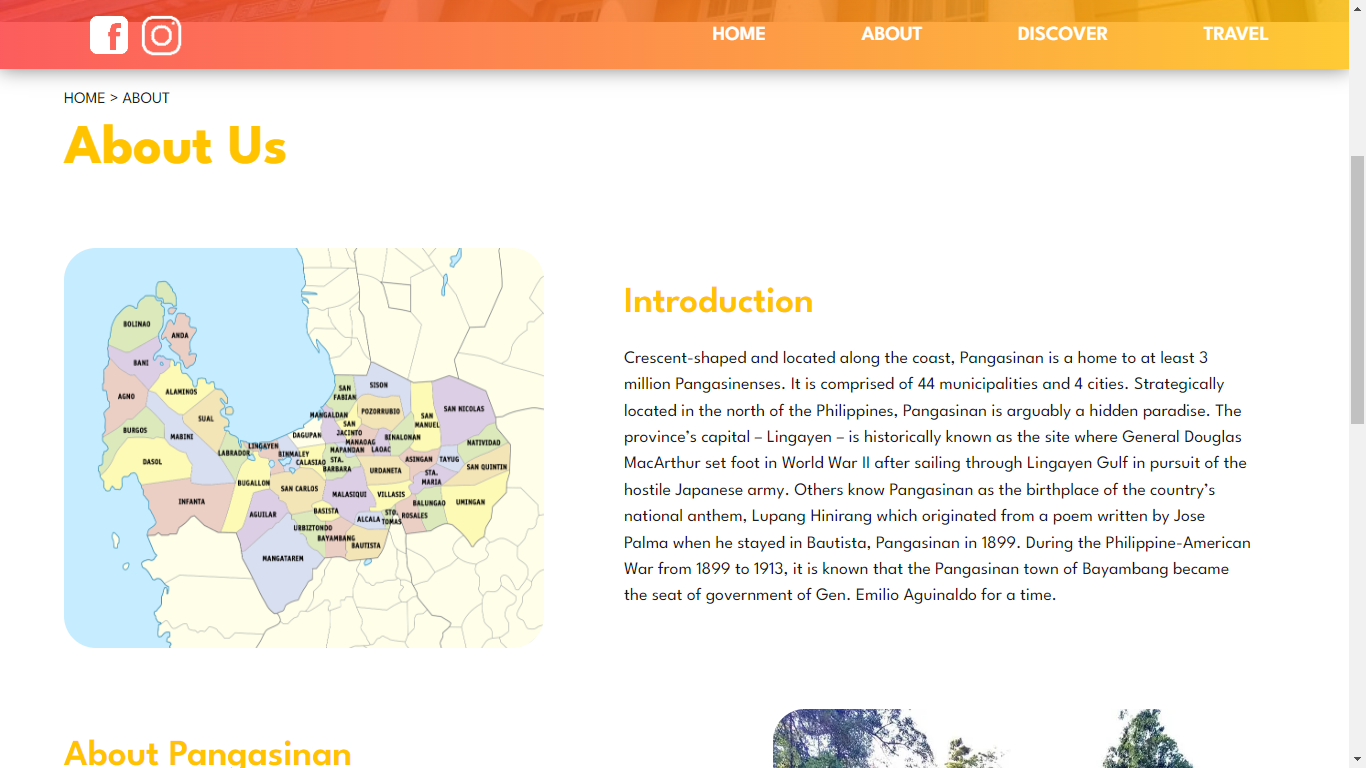 HOME
ABOUT
DISCOVER
TRAVEL
HOME > ABOUT
About Us
BOLINAO
ANDA
BANI
ALAMINOS
AGNO
SUAL
BURGOS
MABINI
DASOL
LABRADOR
INFANTA
LINGAYEN
BUGALLON
AGUILAR
MANGATAREM
BINMALEY
DAGUPAN
CALASIAO
SAN CARLOS
URBIZTONDO
BASISTA
BAYAMBANG
BAUTISTA
MALASIQUI
ALCALA
STO.
TOMAS
ROSALES
VILLASIS
BALUNGAO
UMINGAN
STA.
MARIA
URDANETA
STA.
BARBARA
MAPANDAN
MANAOAG
LAOAC
ASINGAN
TAYUG
SAN QUINTIN
NATIVIDAD
BINALONAN
SAN
JACINTO
MANGALDAN
SAN
FABIAN
SISON
POZORRUBIO
SAN
MANUEL
SAN NICOLAS
Introduction
Crescent-shaped and located along the coast, Pangasinan is a home to at least 3
million Pangasinenses. It is comprised of 44 municipalities and 4 cities. Strategically
located in the north of the Philippines, Pangasinan is arguably a hidden paradise. The
province’s capital – Lingayen – is historically known as the site where General Douglas
MacArthur set foot in World War II after sailing through Lingayen Gulf in pursuit of the
hostile Japanese army. Others know Pangasinan as the birthplace of the country’s
national anthem, Lupang Hinirang which originated from a poem written by Jose
Palma when he stayed in Bautista, Pangasinan in 1899. During the Philippine-American
War from 1899 to 1913, it is known that the Pangasinan town of Bayambang became
the seat of government of Gen. Emilio Aguinaldo for a time.
About Pangasinan